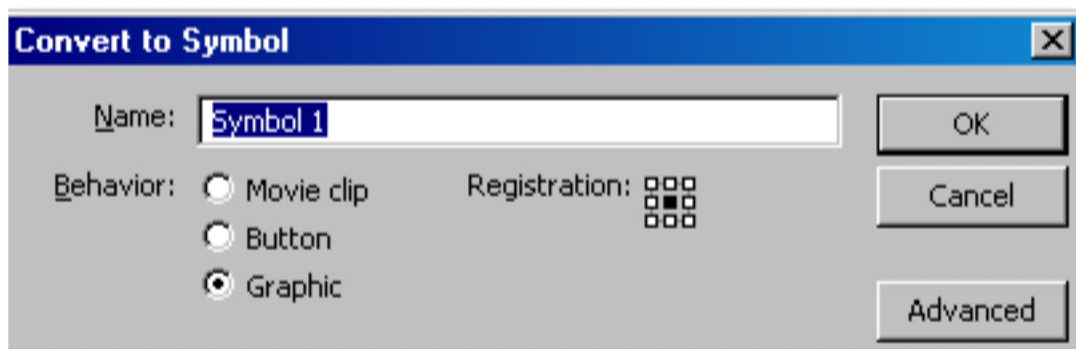 Convert to Symbol
Name: Symbol 1 OK
Behavior: Movie clip Registration: Cancel
Button
Graphic
Advanced